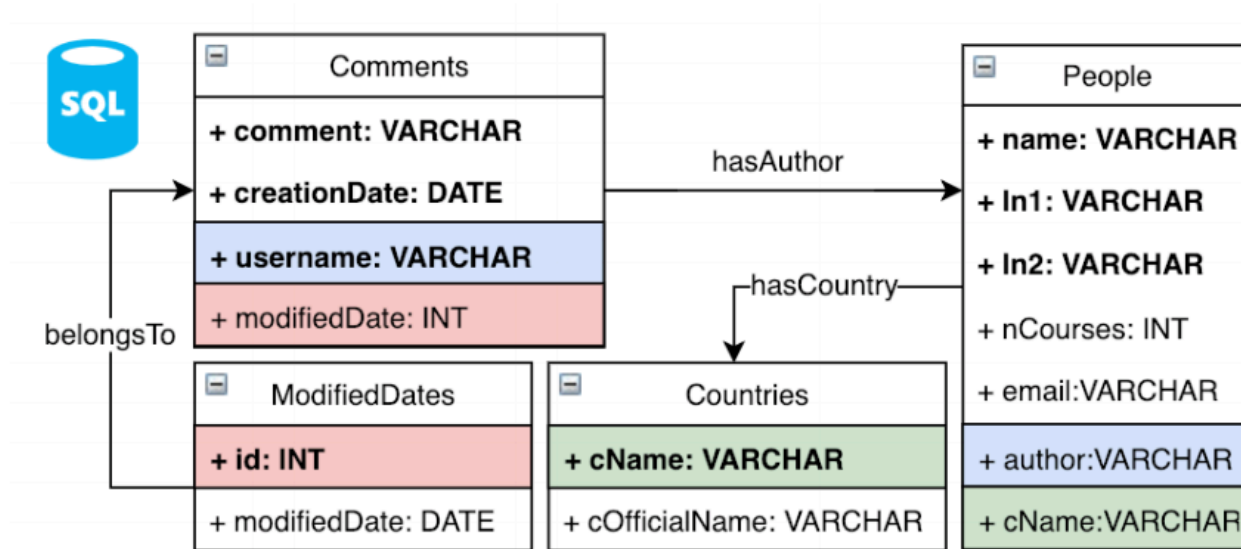 SQL
Comments
+ comment: VARCHAR
+ creationDate: DATE
+ username: VARCHAR
+ modifiedDate: INT
belongsTo
ModifiedDates
+ id: INT
+ modifiedDate: DATE
hasAuthor
hasCountry
Countries
+ cName: VARCHAR
+ cOfficialName: VARCHAR
People
+ name: VARCHAR
+ ln1: VARCHAR
+ ln2: VARCHAR
+ nCourses: INT
+ email:VARCHAR
+ author:VARCHAR
+ cName:VARCHAR